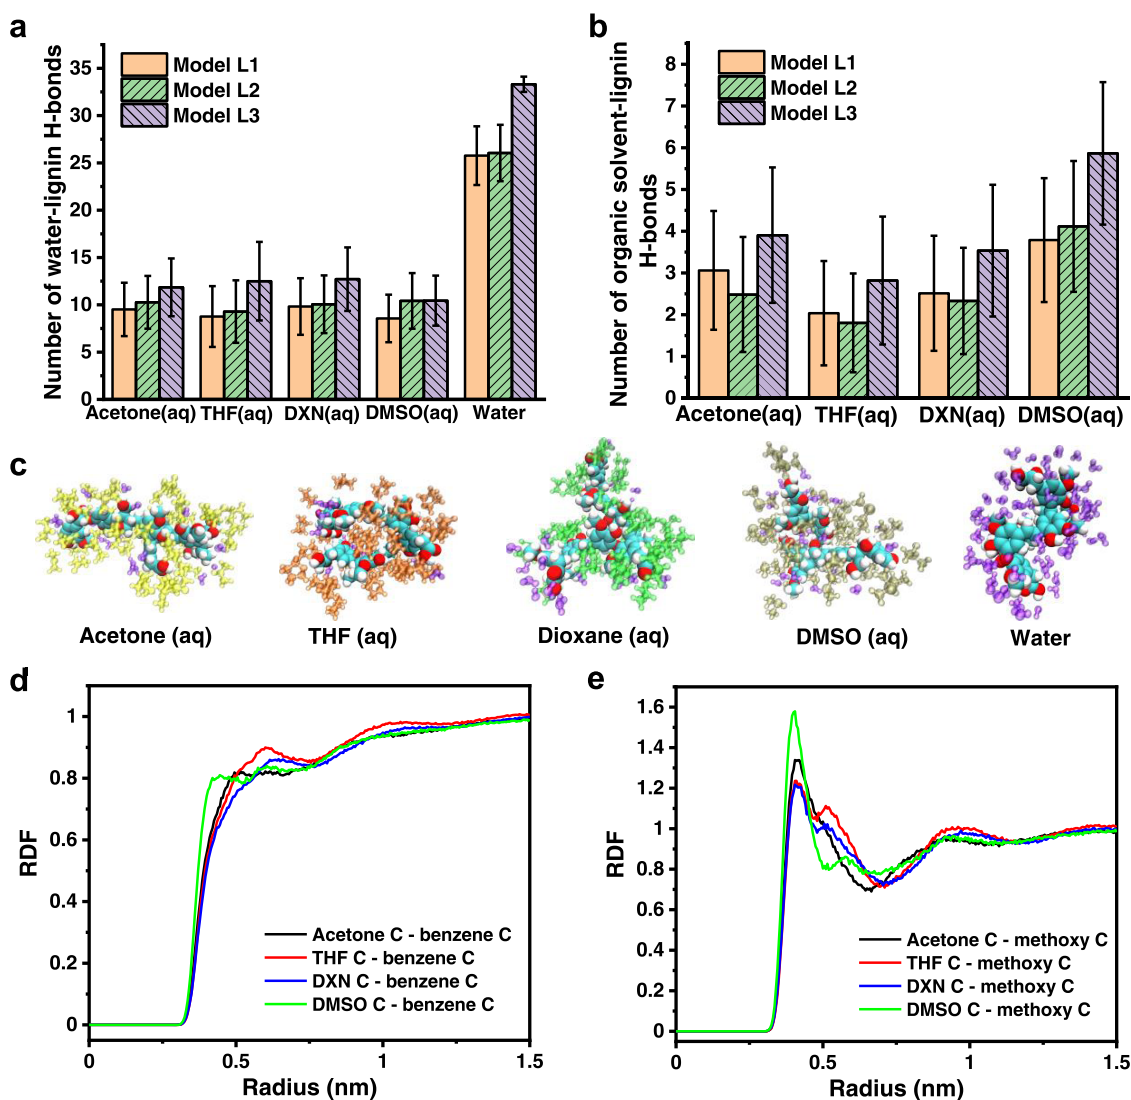 a
Number of water-lignin H-bonds
35
30
25
20
15
10
5
0
Model L1
Model L2
Model L3
Acetone(aq) THF(aq) DXN(aq) DMSO(aq) Water
b
Number of organic solvent-lignin
H-bonds
8
7
6
5
4
3
2
1
0
Model L1
Model L2
Model L3
Acetone(aq) THF(aq) DXN(aq) DMSO(aq)
c
Acetone (aq) THF (aq) Dioxane (aq) DMSO (aq) Water
d
RDF
1
0.8
0.6
0.4
0.2
0
Acetone C - benzene C
THF C - benzene C
DXN C - benzene C
DMSO C - benzene C
0 0.5 1 1.5
Radius (nm)
e
RDF
1.6
1.4
1.2
1
0.8
0.6
0.4
0.2
0
Acetone C - methoxy C
THF C - methoxy C
DXN C - methoxy C
DMSO C - methoxy C
0 0.5 1 1.5
Radius (nm)